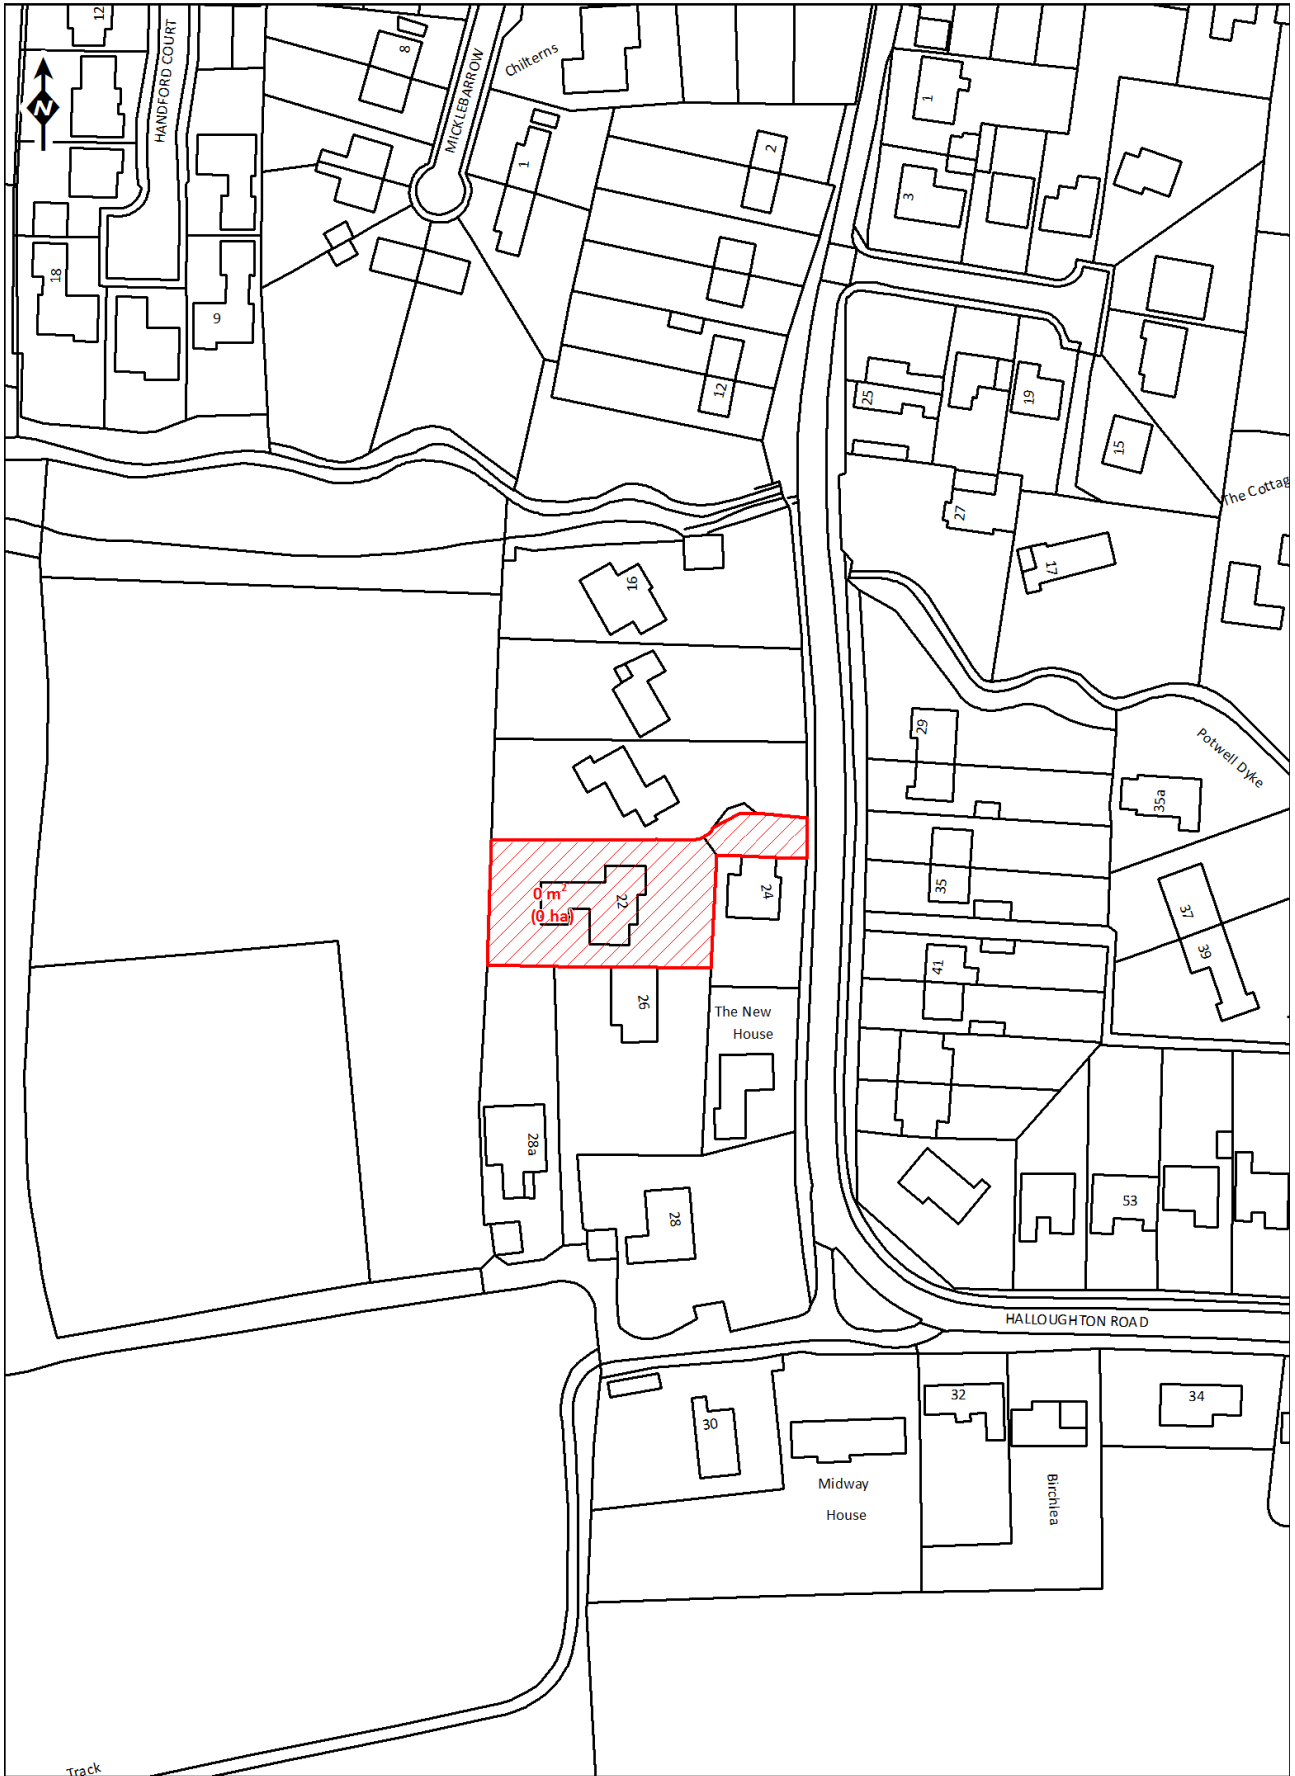 12
HANDFORD COURT
8
MICKLEBARROW
Chilterns
N
1
1
2
3
18
9
12
25
19
15
The Cottag
27
17
16
29
Potwell Dyke
35a
0 m²
(0 ha)
22
24
35
37
39
41
26
The New
House
28a
28
53
HALLOUGHTON ROAD
32
34
30
Midway
House
Birchlea
Track